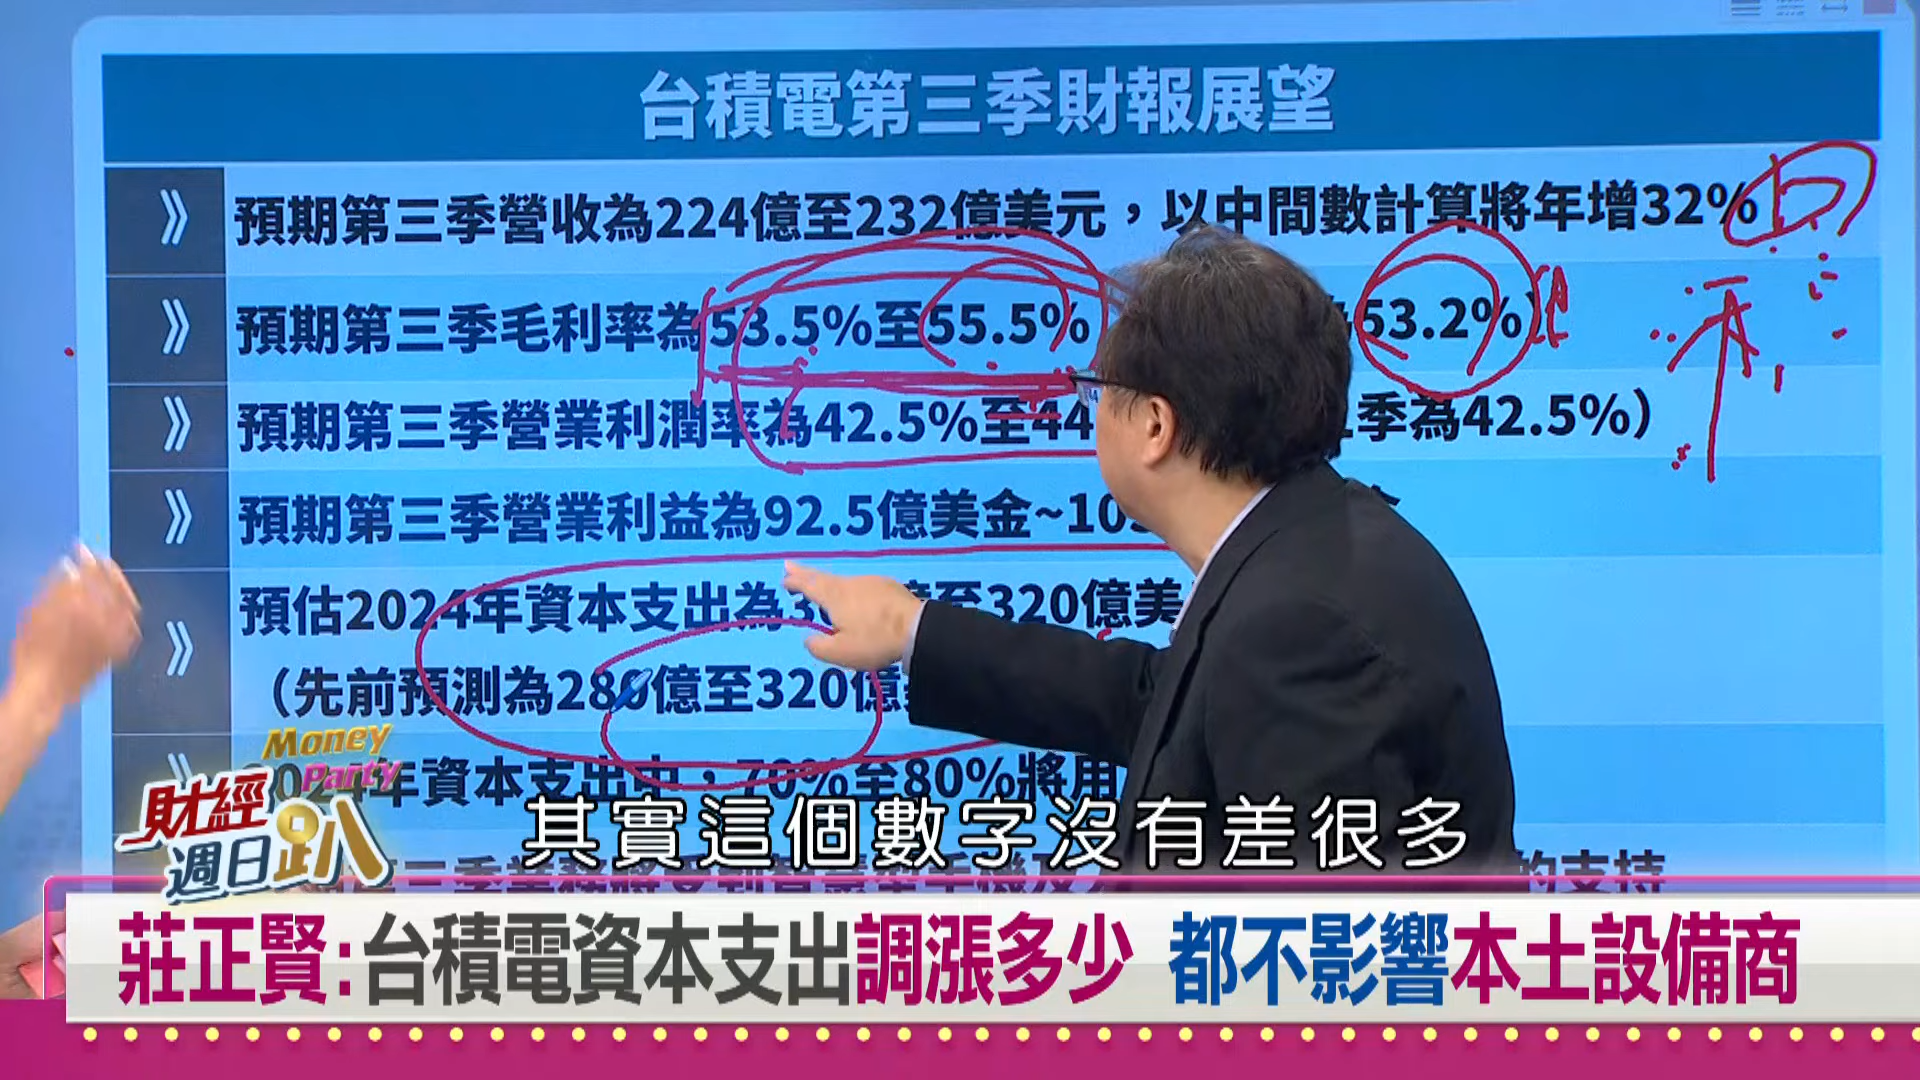 台積電第三季財報展望
》 預期第三季營收為224億至232億美元，以中間數計算將年增32%
》 預期第三季毛利率為53.5%至55.5% 53.2%）
》 預期第三季營業利潤率為42.5%至44 季為42.5%）
》 預期第三季營業利益為92.5億美金~10
》 預估2024年資本支出為3 億至320億美
（先前預測為280億至320億
2024年資本支出中，70%至80%將用
的支持
Money Party
財經週日趴
其實這個數字沒有差很多
莊正賢:台積電資本支出調漲多少 都不影響本土設備商